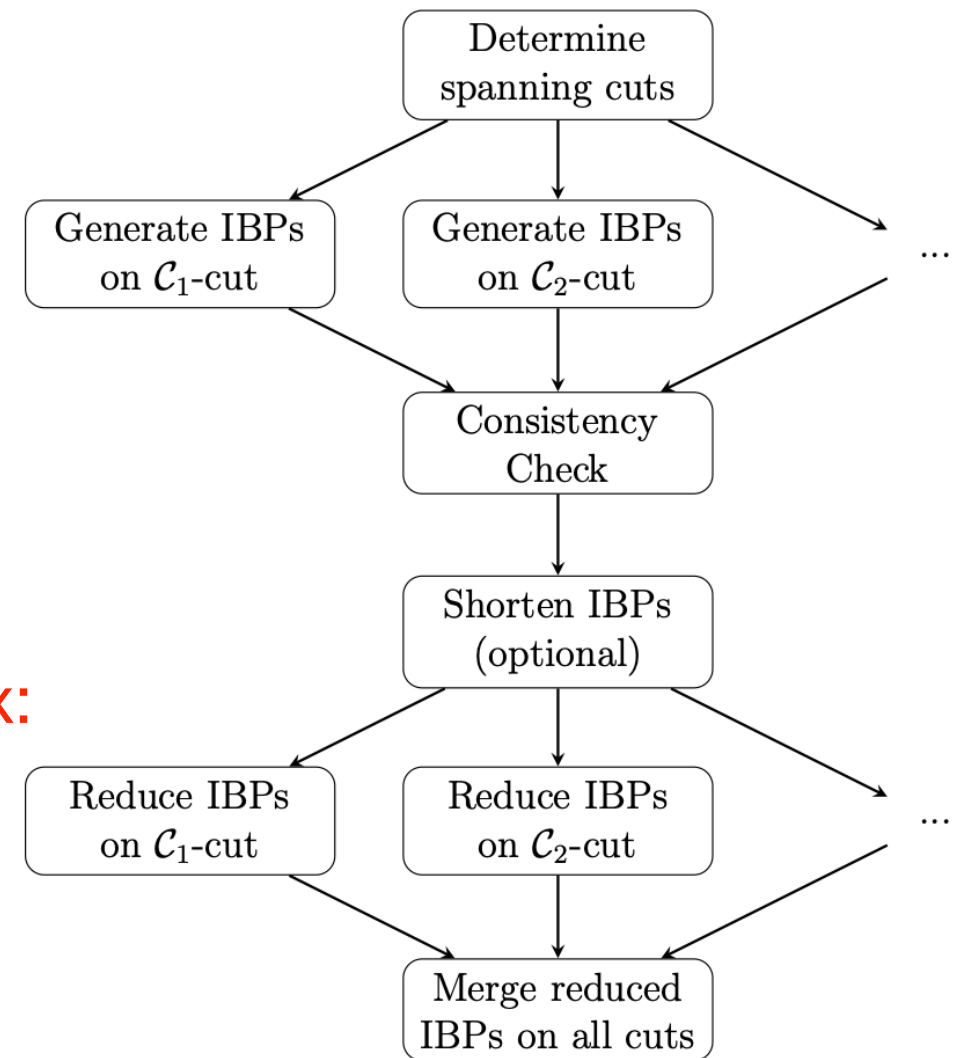 Determine
spanning cuts
Generate IBPs
on 𝒞₁-cut
Generate IBPs
on 𝒞₂-cut
...
Consistency
Check
Shorten IBPs
(optional)
x:
Reduce IBPs
on 𝒞₁-cut
Reduce IBPs
on 𝒞₂-cut
...
Merge reduced
IBPs on all cuts